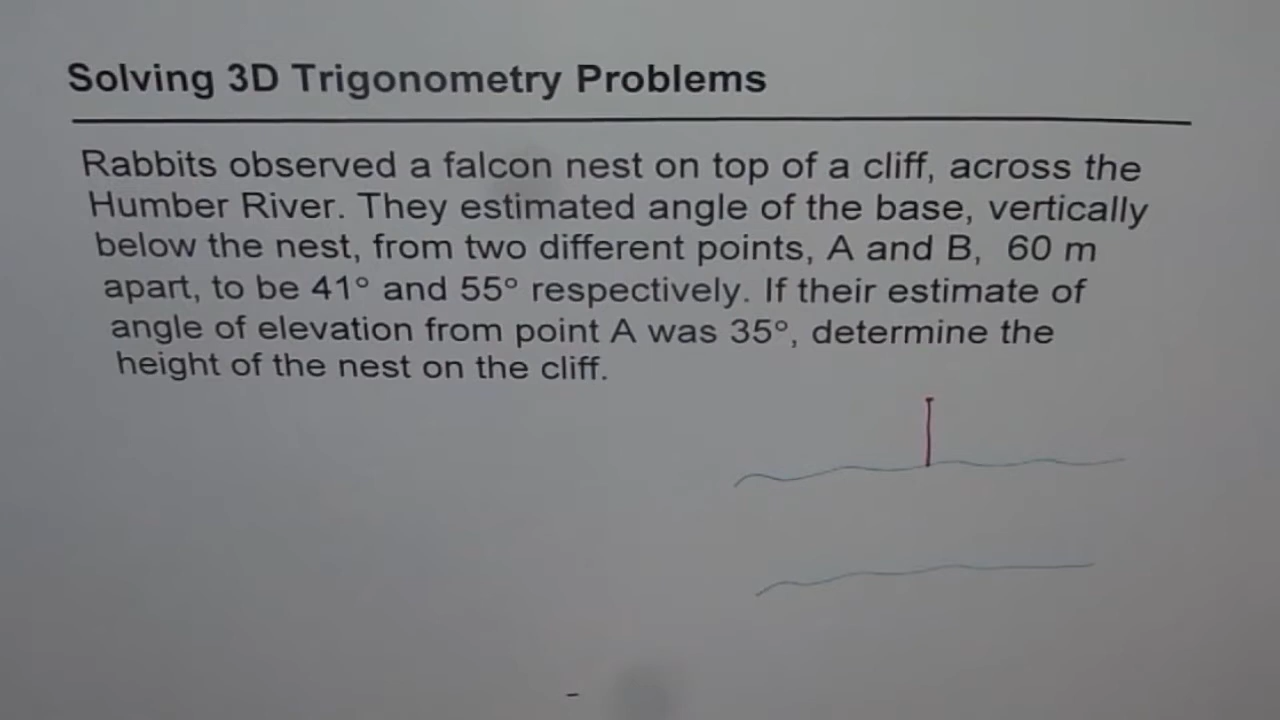 Solving 3D Trigonometry Problems
Rabbits observed a falcon nest on top of a cliff, across the
Humber River. They estimated angle of the base, vertically
below the nest, from two different points, A and B, 60 m
apart, to be 41° and 55° respectively. If their estimate of
angle of elevation from point A was 35°, determine the
height of the nest on the cliff.